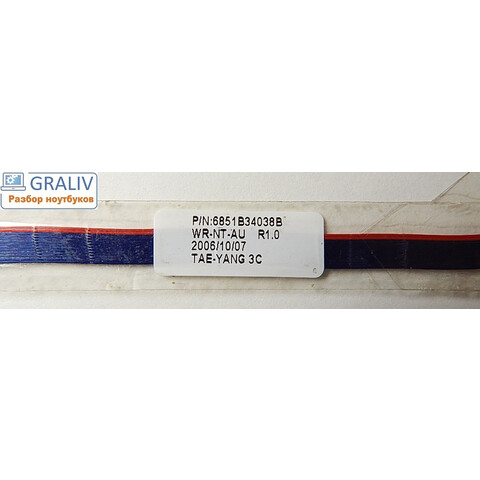 GRALIV
Разбор ноутбуков
P/N:6851B34038B
WR-NT-AU R1.0
2006/10/07
TAE-YANG 3C